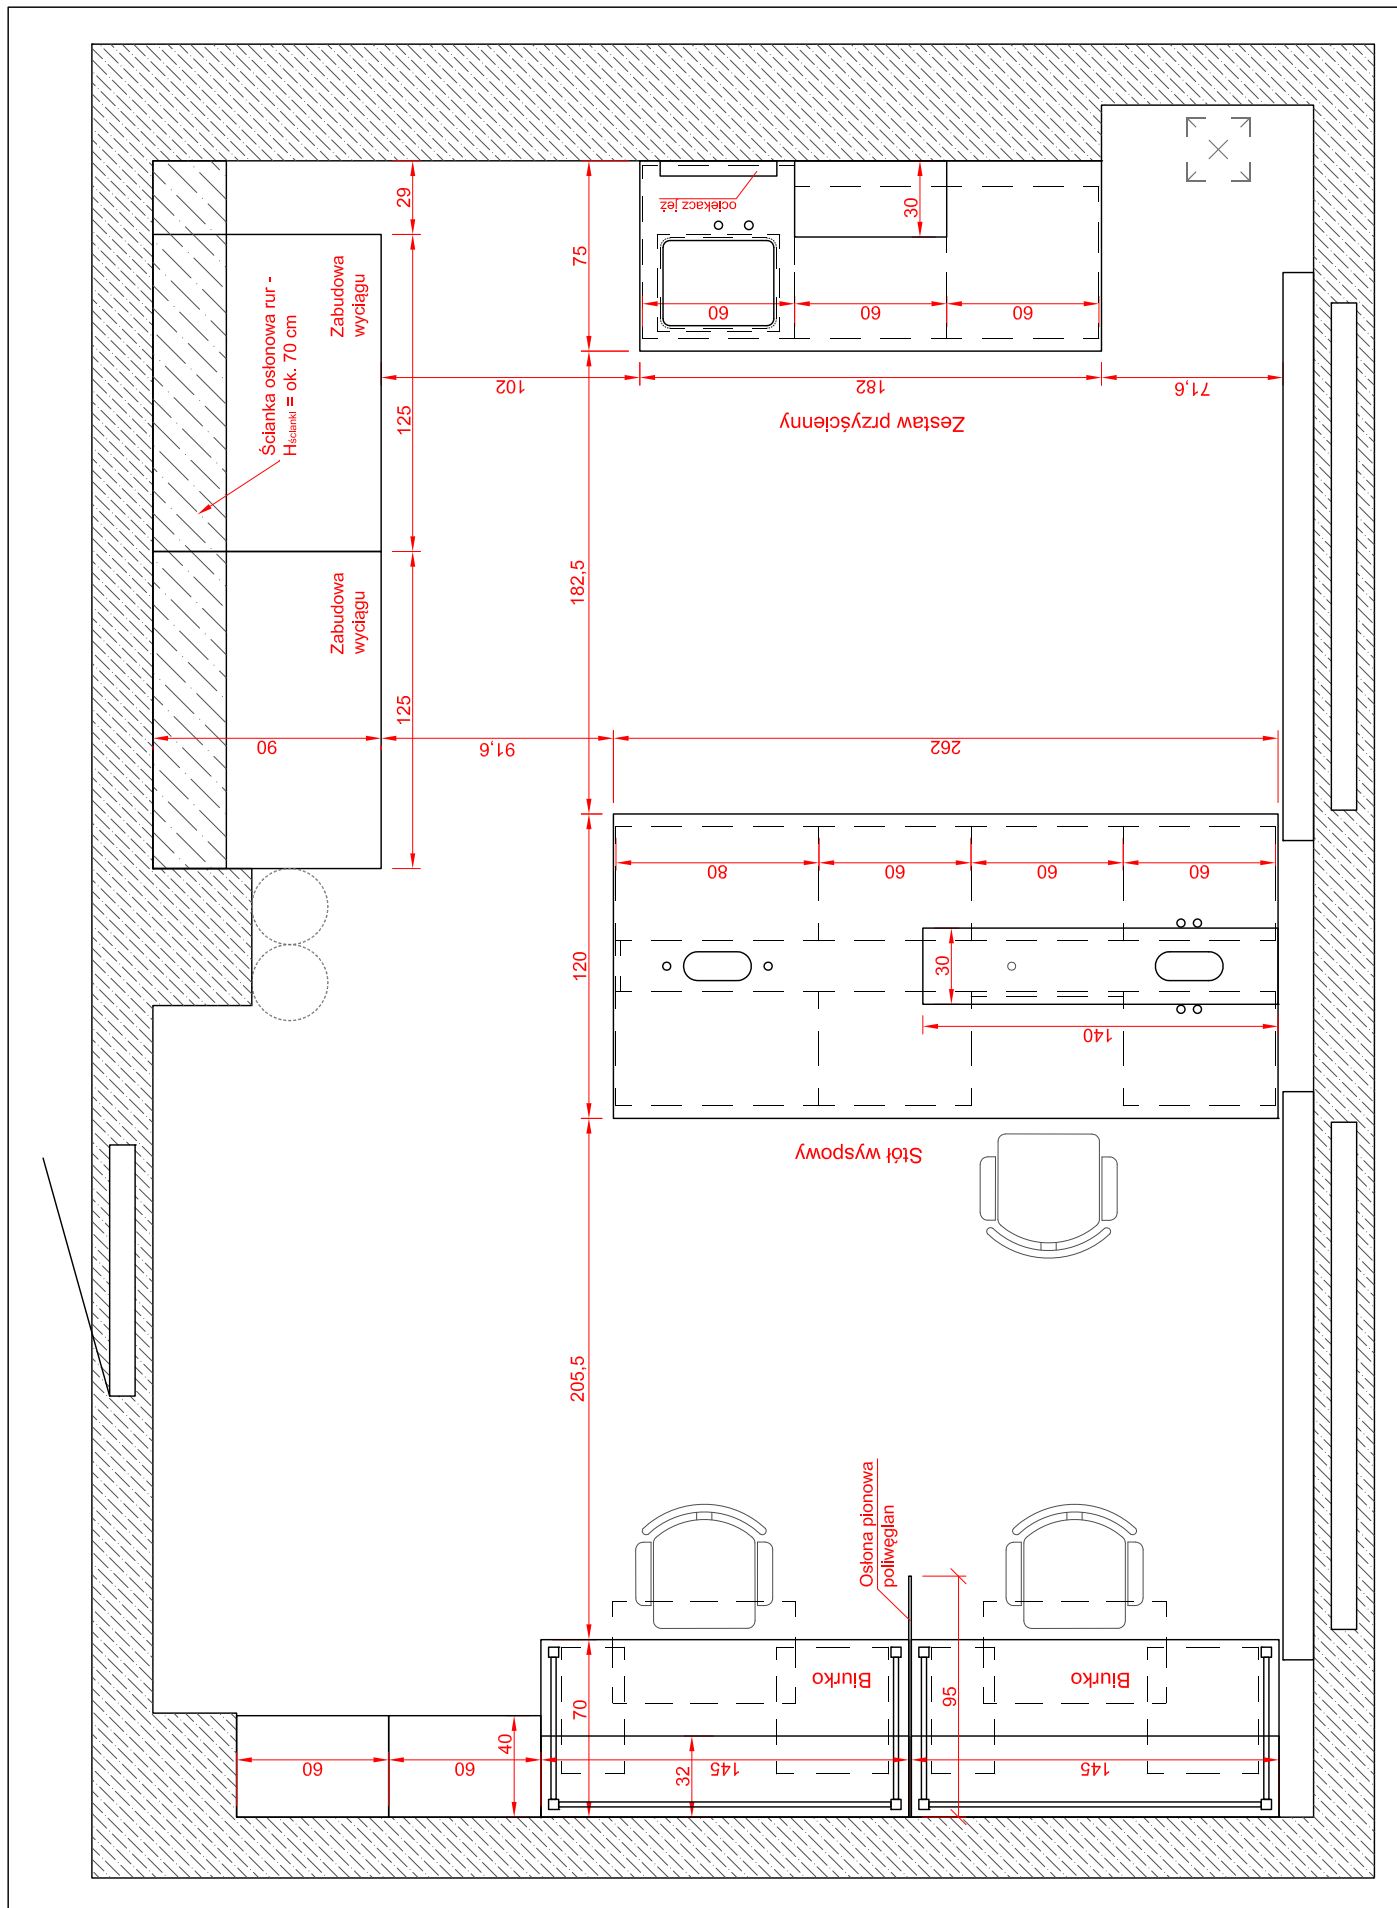 29
125
125
Ścianka osłonowa rur -
Hścianki = ok. 70 cm
Zabudowa
wyciągu
Zabudowa
wyciągu
ociekacz jeż
30
75
60
60
60
102
182
71,6
Zestaw przyścienny
182,5
90
91,6
262
80
60
60
60
120
30
140
Stół wyspowy
205,5
Osłona pionowa
poliwęglan
Biurko
Biurko
70
95
40
32
60
60
145
145